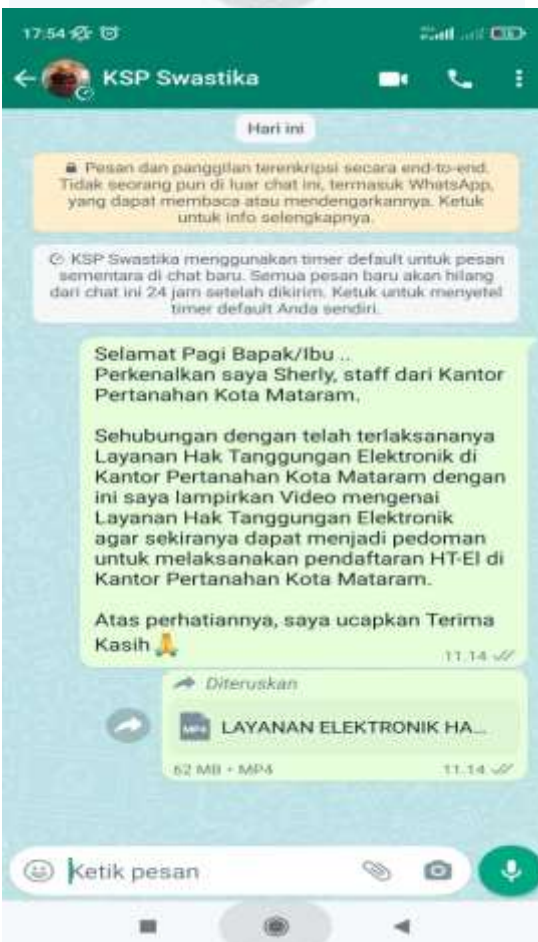 17:54
KSP Swastika
Hari ini
Pesan dan panggilan terenkripsi secara end-to-end.
Tidak seorang pun di luar chat ini, termasuk WhatsApp,
yang dapat membaca atau mendengarkannya. Ketuk
untuk info selengkapnya.
KSP Swastika menggunakan timer default untuk pesan
sementara di chat baru. Semua pesan baru akan hilang
dari chat ini 24 jam setelah dikirim. Ketuk untuk menyetel
timer default Anda sendiri.
Selamat Pagi Bapak/Ibu ..
Perkenalkan saya Sherly, staff dari Kantor
Pertanahan Kota Mataram.
Sehubungan dengan telah terlaksananya
Layanan Hak Tanggungan Elektronik di
Kantor Pertanahan Kota Mataram dengan
ini saya lampirkan Video mengenai
Layanan Hak Tanggungan Elektronik
agar sekiranya dapat menjadi pedoman
untuk melaksanakan pendaftaran HT-El di
Kantor Pertanahan Kota Mataram.
Atas perhatiannya, saya ucapkan Terima
Kasih 🙏
11.14
Diteruskan
MP4 LAYANAN ELEKTRONIK HA...
62 MB • MP4 11.14
Ketik pesan